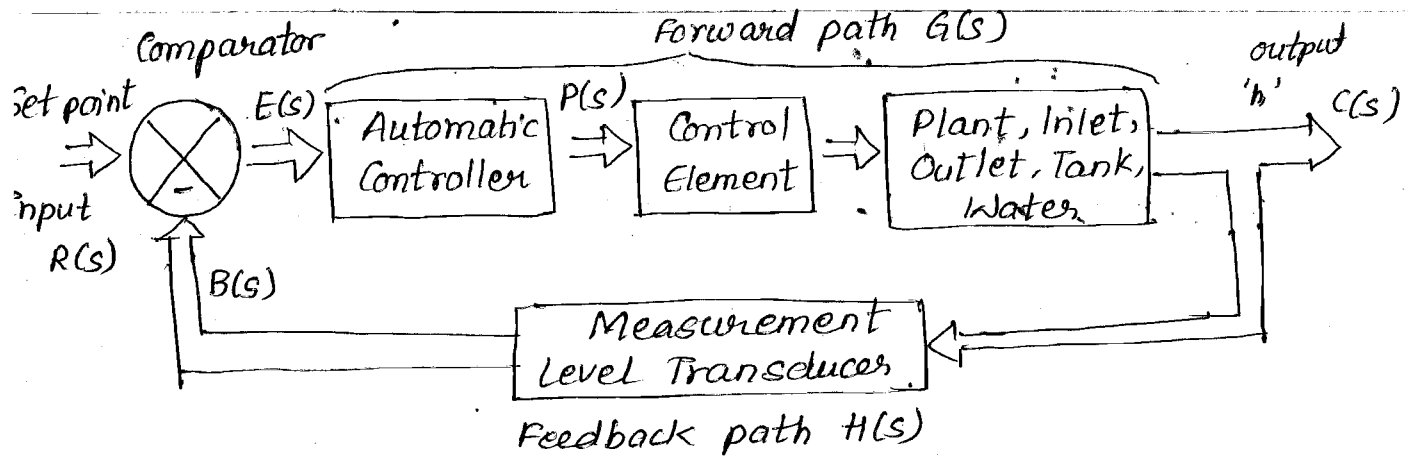 Comparator
Forward path G(s)
output
'h'
C(s)
Set point
E(s)
Automatic
Controller
P(s)
Control
Element
Plant, Inlet,
Outlet, Tank,
Water
-
input
R(s)
B(s)
Measurement
Level Transducer
Feedback path H(s)